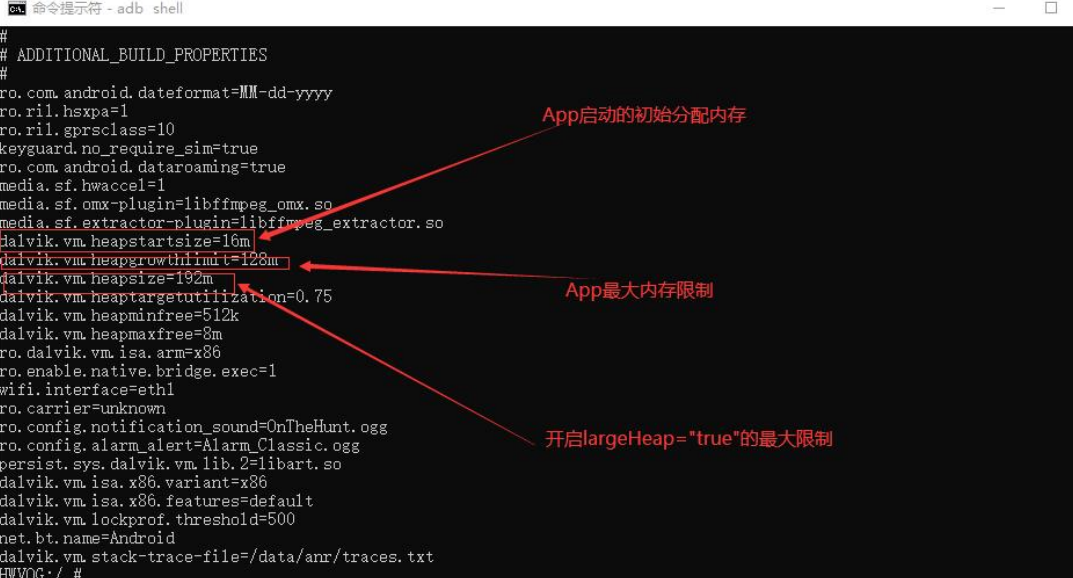 命令提示符 - adb shell
#
# ADDITIONAL_BUILD_PROPERTIES
#
ro.com.android.dateformat=MM-dd-yyyy
ro.ril.hsxpa=1
ro.ril.gprsclass=10
keyguard.no_require_sim=true
ro.com.android.dataroaming=true
media.sf.hwaccel=1
media.sf.omx-plugin=libffmpeg_omx.so
media.sf.extractor-plugin=libffmpeg_extractor.so
dalvik.vm.heapstartsize=16m
dalvik.vm.heapgrowthlimit=128m
dalvik.vm.heapsize=192m
dalvik.vm.heaptargetutilization=0.75
dalvik.vm.heapminfree=512k
dalvik.vm.heapmaxfree=8m
ro.dalvik.vm.isa.arm=x86
ro.enable.native.bridge.exec=1
wifi.interface=eth1
ro.carrier=unknown
ro.config.notification_sound=OnTheHunt.ogg
ro.config.alarm_alert=Alarm_Classic.ogg
persist.sys.dalvik.vm.lib.2=libart.so
dalvik.vm.isa.x86.variant=x86
dalvik.vm.isa.x86.features=default
dalvik.vm.lockprof.threshold=500
net.bt.name=Android
dalvik.vm.stack-trace-file=/data/anr/traces.txt
HWVOG:/ #
App启动的初始分配内存
App最大内存限制
开启largeHeap="true"的最大限制